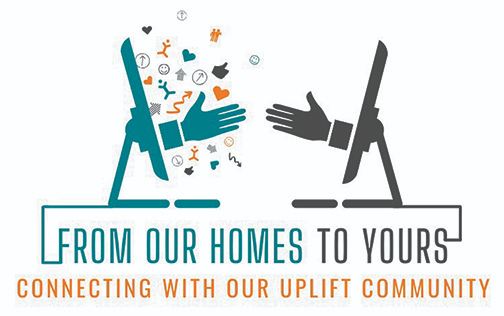 FROM OUR HOMES TO YOURS
CONNECTING WITH OUR UPLIFT COMMUNITY